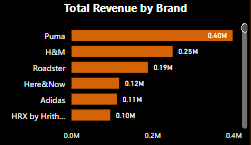 Total Revenue by Brand
Puma 0.40M
H&M 0.25M
Roadster 0.19M
Here&Now 0.12M
Adidas 0.11M
HRX by Hrith... 0.10M
0.0M 0.2M 0.4M